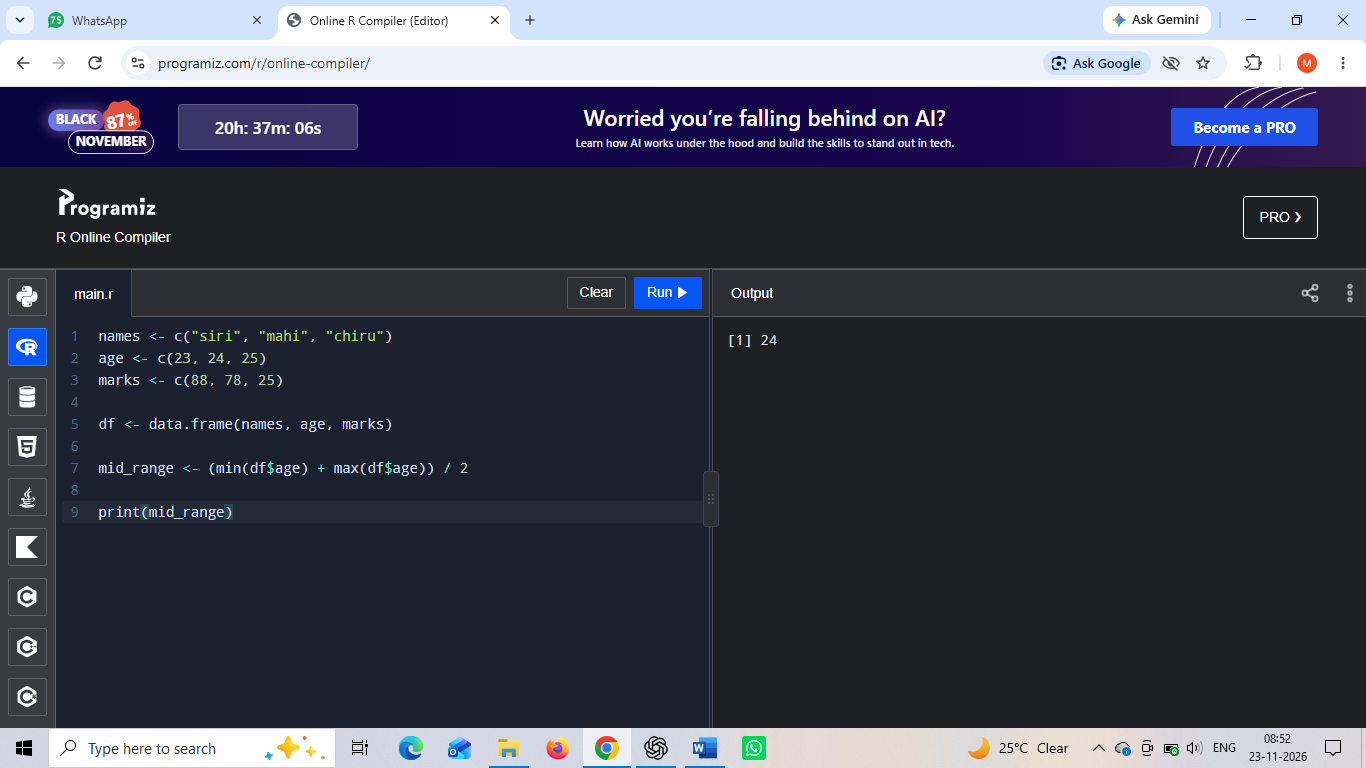 75
WhatsApp
Online R Compiler (Editor)
Ask Gemini
programiz.com/r/online-compiler/
Ask Google
M
BLACK
87% OFF
NOVEMBER
20h: 37m: 06s
Worried you’re falling behind on AI?
Learn how AI works under the hood and build the skills to stand out in tech.
Become a PRO
Programiz
R Online Compiler
PRO
main.r
Clear
Run
Output
1 names <- c("siri", "mahi", "chiru")
2 age <- c(23, 24, 25)
3 marks <- c(88, 78, 25)
4
5 df <- data.frame(names, age, marks)
6
7 mid_range <- (min(df$age) + max(df$age)) / 2
8
9 print(mid_range)
[1] 24
Type here to search
25°C Clear
ENG
08:52
23-11-2026